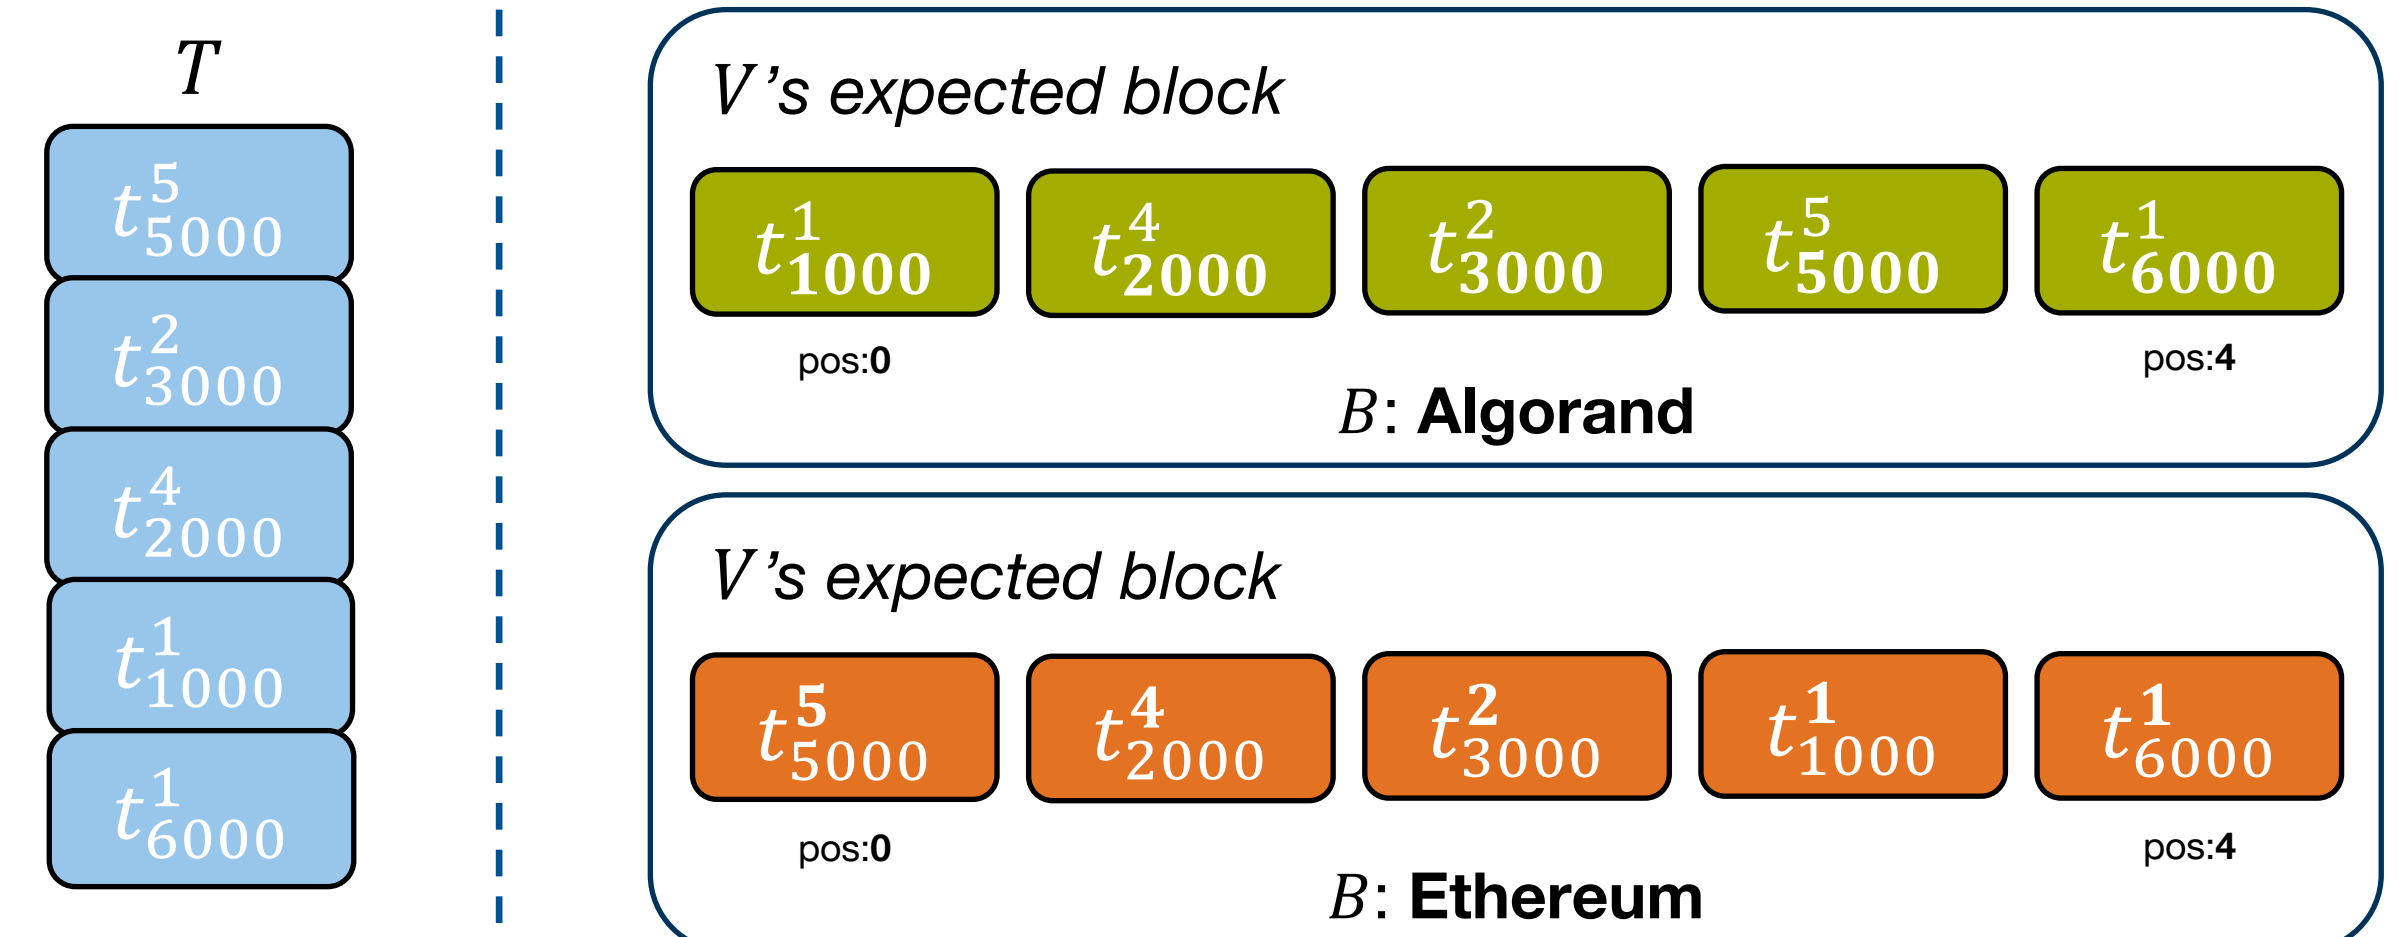 T
t^5_5000
t^2_3000
t^4_2000
t^1_1000
t^1_6000
V's expected block
t^1_1000 t^4_2000 t^2_3000 t^5_5000 t^1_6000
pos:0 pos:4
B: Algorand
V's expected block
t^5_5000 t^4_2000 t^2_3000 t^1_1000 t^1_6000
pos:0 pos:4
B: Ethereum